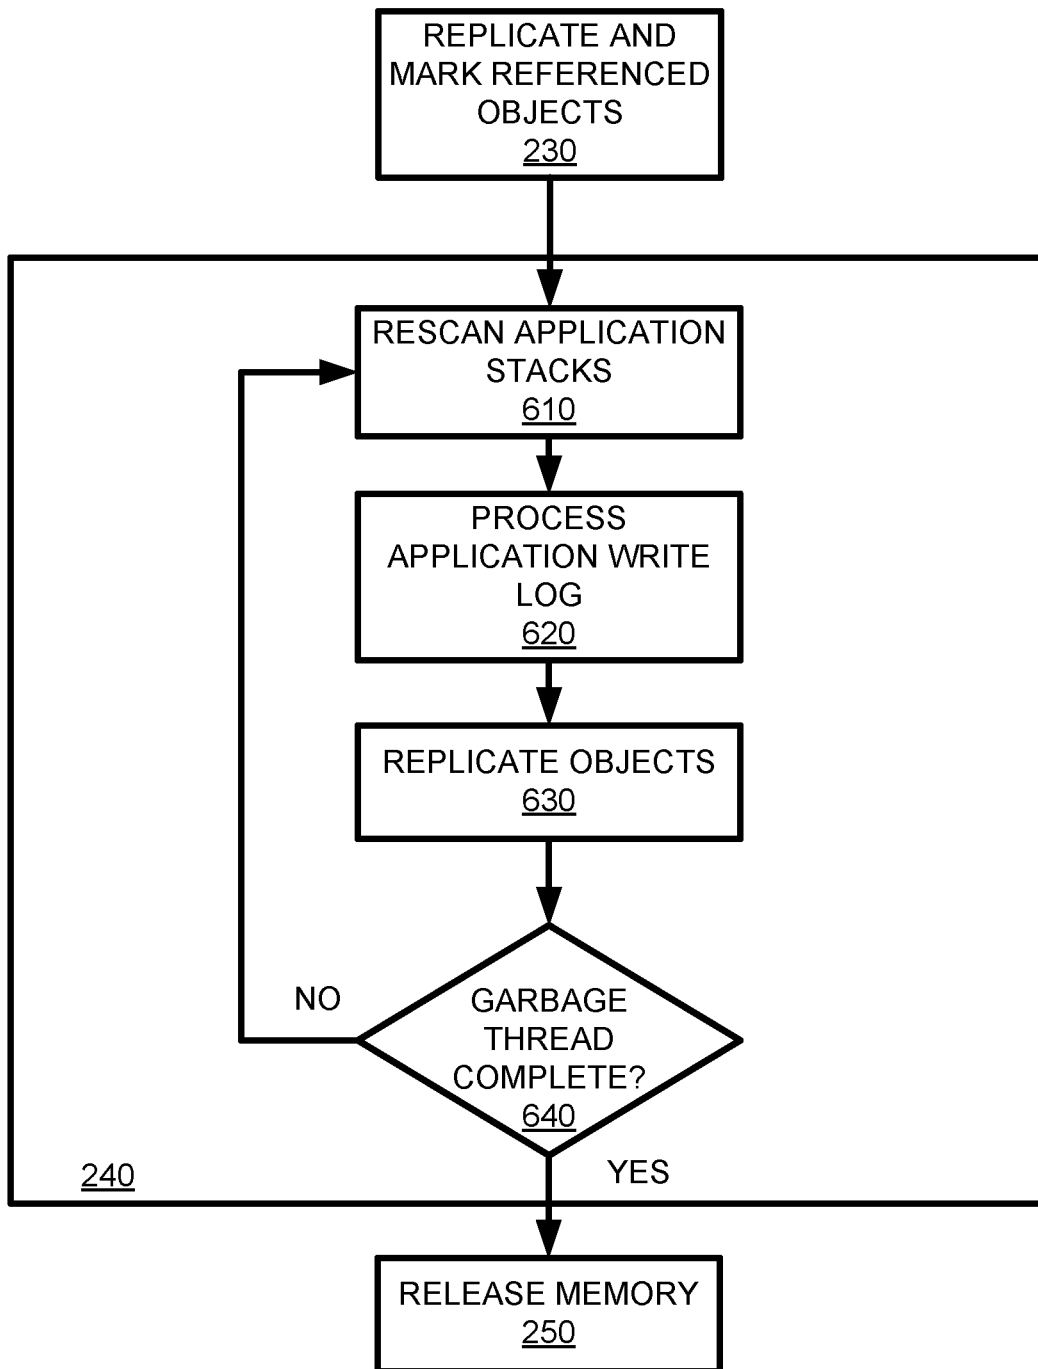 REPLICATE AND
MARK REFERENCED
OBJECTS
230
RESCAN APPLICATION
STACKS
610
PROCESS
APPLICATION WRITE
LOG
620
REPLICATE OBJECTS
630
NO
GARBAGE
THREAD
COMPLETE?
640
240
YES
RELEASE MEMORY
250